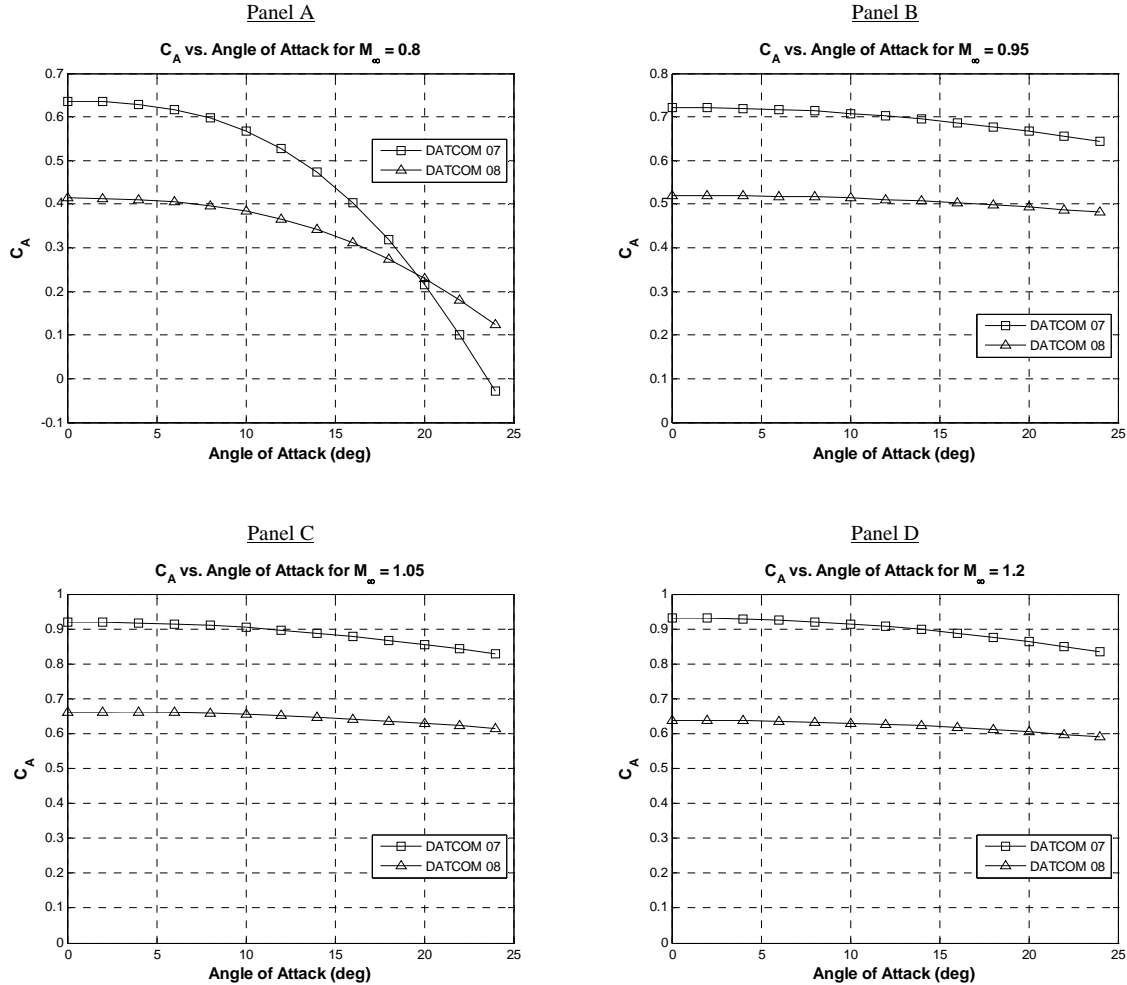 Panel A
C_A vs. Angle of Attack for M_∞ = 0.8
0.7
0.6
0.5
0.4
0.3
0.2
0.1
0
-0.1
C_A
DATCOM 07
DATCOM 08
0 5 10 15 20 25
Angle of Attack (deg)
Panel B
C_A vs. Angle of Attack for M_∞ = 0.95
0.8
0.7
0.6
0.5
0.4
0.3
0.2
0.1
0
C_A
DATCOM 07
DATCOM 08
0 5 10 15 20 25
Angle of Attack (deg)
Panel C
C_A vs. Angle of Attack for M_∞ = 1.05
1
0.9
0.8
0.7
0.6
0.5
0.4
0.3
0.2
0.1
0
C_A
DATCOM 07
DATCOM 08
0 5 10 15 20 25
Angle of Attack (deg)
Panel D
C_A vs. Angle of Attack for M_∞ = 1.2
1
0.9
0.8
0.7
0.6
0.5
0.4
0.3
0.2
0.1
0
C_A
DATCOM 07
DATCOM 08
0 5 10 15 20 25
Angle of Attack (deg)